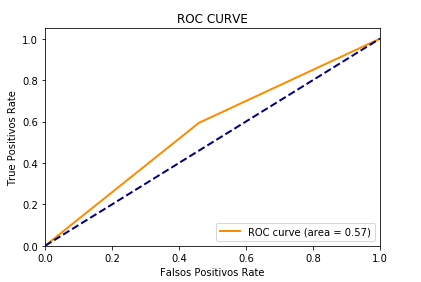 ROC CURVE
True Positivos Rate
1.0
0.8
0.6
0.4
0.2
0.0
ROC curve (area = 0.57)
0.0 0.2 0.4 0.6 0.8 1.0
Falsos Positivos Rate